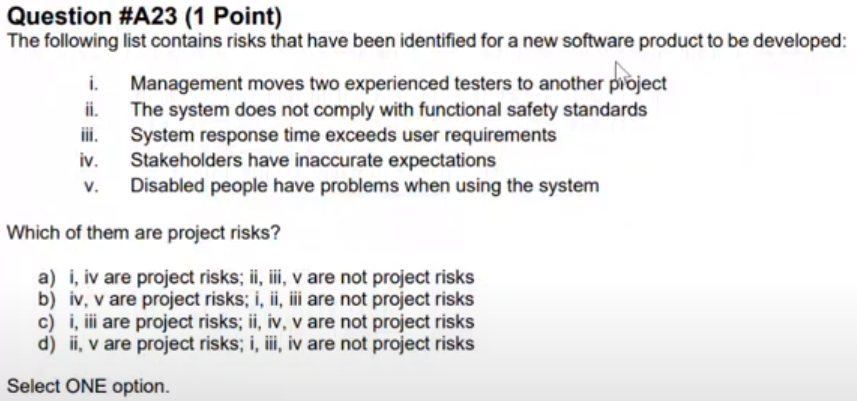 Question #A23 (1 Point)
The following list contains risks that have been identified for a new software product to be developed:
i. Management moves two experienced testers to another project
ii. The system does not comply with functional safety standards
iii. System response time exceeds user requirements
iv. Stakeholders have inaccurate expectations
v. Disabled people have problems when using the system
Which of them are project risks?
a) i, iv are project risks; ii, iii, v are not project risks
b) iv, v are project risks; i, ii, iii are not project risks
c) i, iii are project risks; ii, iv, v are not project risks
d) ii, v are project risks; i, iii, iv are not project risks
Select ONE option.